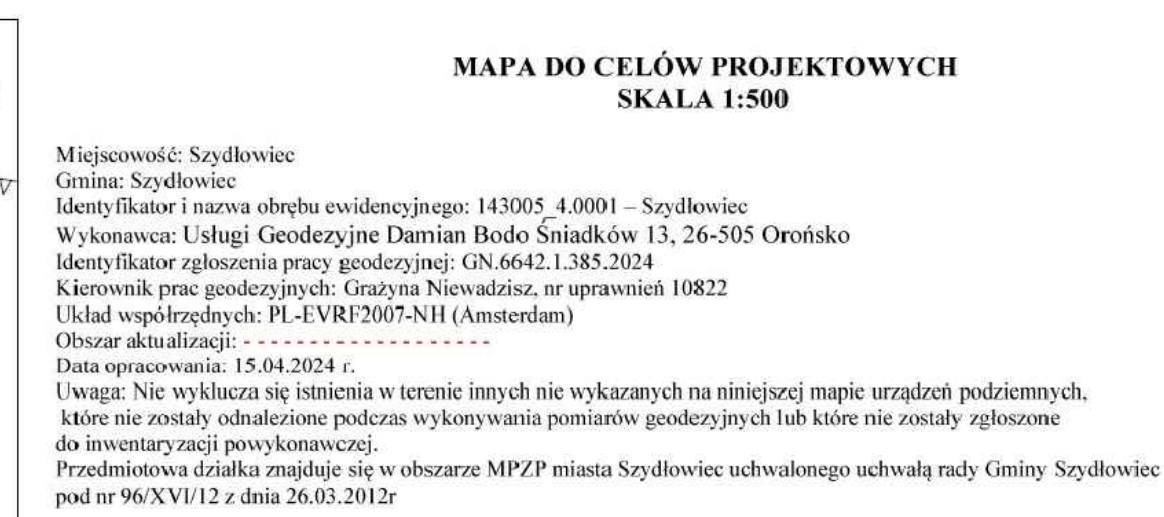 MAPA DO CELÓW PROJEKTOWYCH
SKALA 1:500
Miejscowość: Szydłowiec
Gmina: Szydłowiec
Identyfikator i nazwa obrębu ewidencyjnego: 143005_4.0001 – Szydłowiec
Wykonawca: Usługi Geodezyjne Damian Bodo Śniadków 13, 26-505 Orońsko
Identyfikator zgłoszenia pracy geodezyjnej: GN.6642.1.385.2024
Kierownik prac geodezyjnych: Grażyna Niewadzisz, nr uprawnień 10822
Układ współrzędnych: PL-EVRF2007-NH (Amsterdam)
Obszar aktualizacji: - - - - - - - - - - - - - - - - - - -
Data opracowania: 15.04.2024 r.
Uwaga: Nie wyklucza się istnienia w terenie innych nie wykazanych na niniejszej mapie urządzeń podziemnych,
które nie zostały odnalezione podczas wykonywania pomiarów geodezyjnych lub które nie zostały zgłoszone
do inwentaryzacji powykonawczej.
Przedmiotowa działka znajduje się w obszarze MPZP miasta Szydłowiec uchwalonego uchwałą rady Gminy Szydłowiec
pod nr 96/XVI/12 z dnia 26.03.2012r